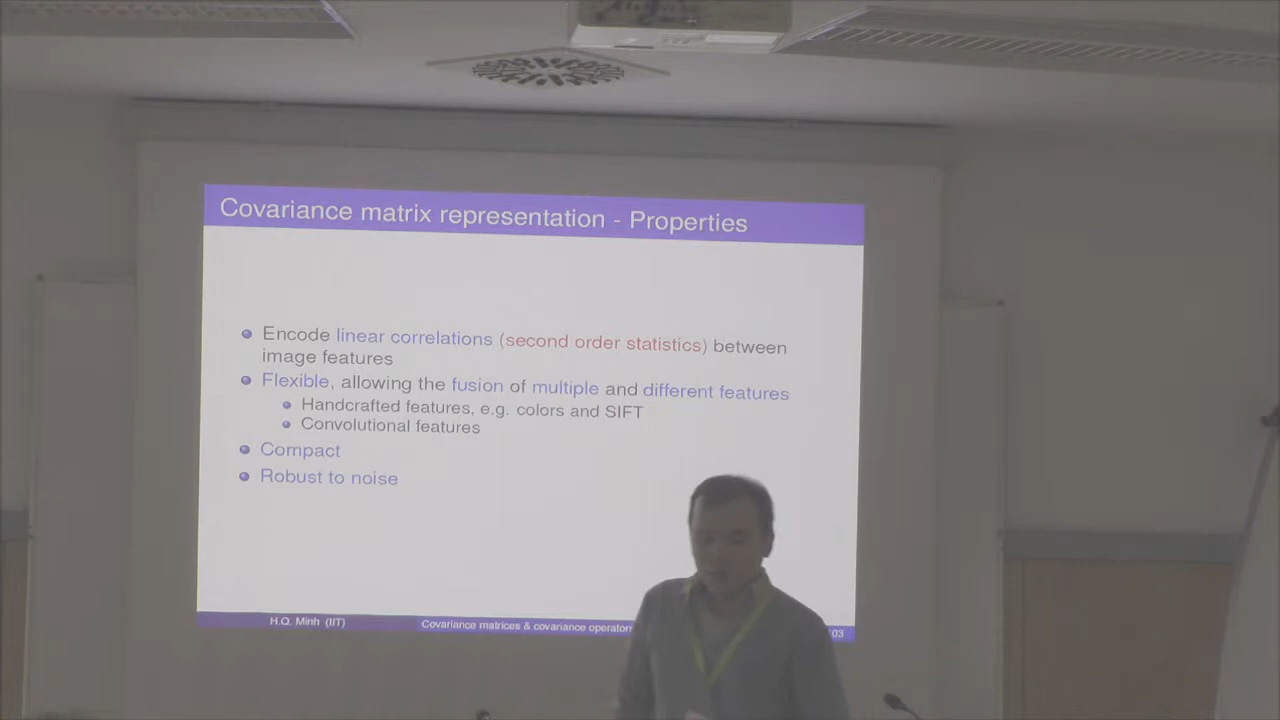 Covariance matrix representation - Properties
Encode linear correlations (second order statistics) between
image features
Flexible, allowing the fusion of multiple and different features
Handcrafted features, e.g. colors and SIFT
Convolutional features
Compact
Robust to noise
H.Q. Minh (IIT)
Covariance matrices & covariance operators
03